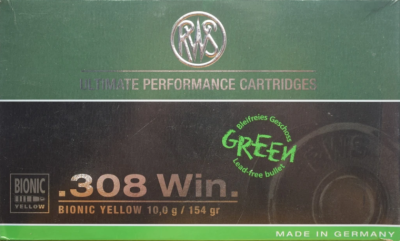 RWS
ULTIMATE PERFORMANCE CARTRIDGES
Bleifreies Geschoss
GREEN
Lead-free bullet
BIONIC
YELLOW
.308 Win.
BIONIC YELLOW 10,0 g / 154 gr
MADE IN GERMANY